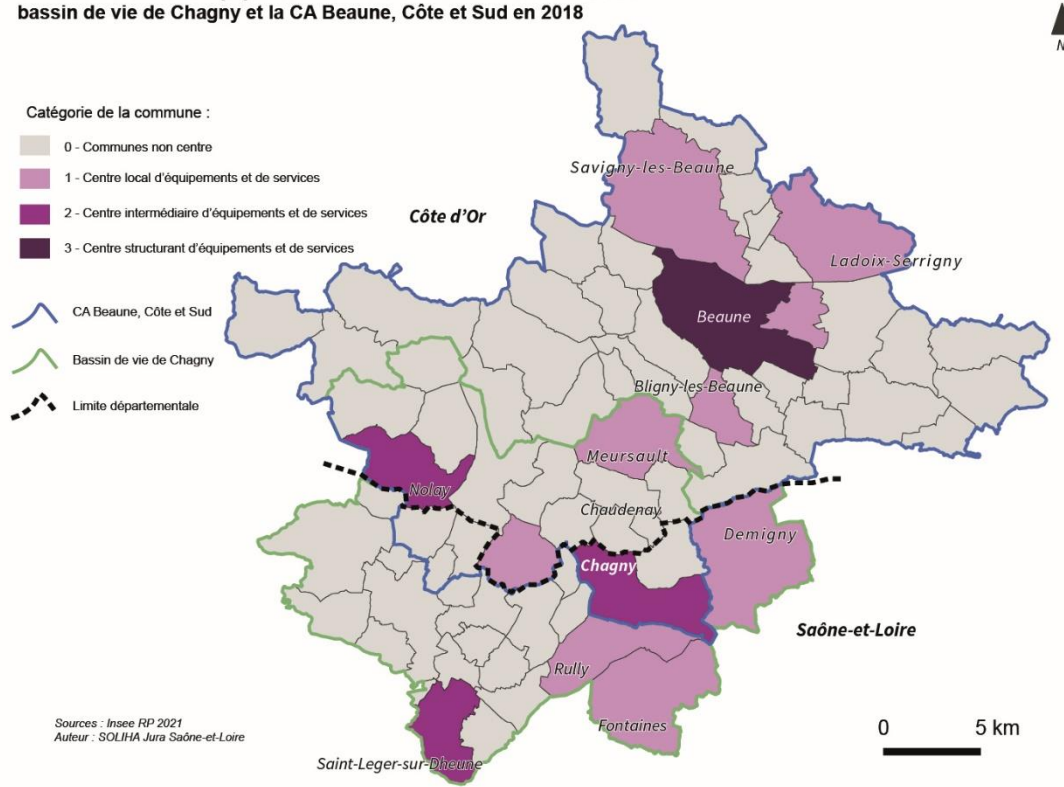 bassin de vie de Chagny et la CA Beaune, Côte et Sud en 2018
N
Catégorie de la commune :
0 - Communes non centre
1 - Centre local d'équipements et de services
2 - Centre intermédiaire d'équipements et de services
3 - Centre structurant d'équipements et de services
CA Beaune, Côte et Sud
Bassin de vie de Chagny
Limite départementale
Côte d'Or
Savigny-les-Beaune
Ladoix-Serrigny
Beaune
Bligny-les-Beaune
Meursault
Nolay
Chaudenay
Demigny
Chagny
Saône-et-Loire
Rully
Fontaines
Saint-Leger-sur-Dheune
Sources : Insee RP 2021
Auteur : SOLIHA Jura Saône-et-Loire
0 5 km